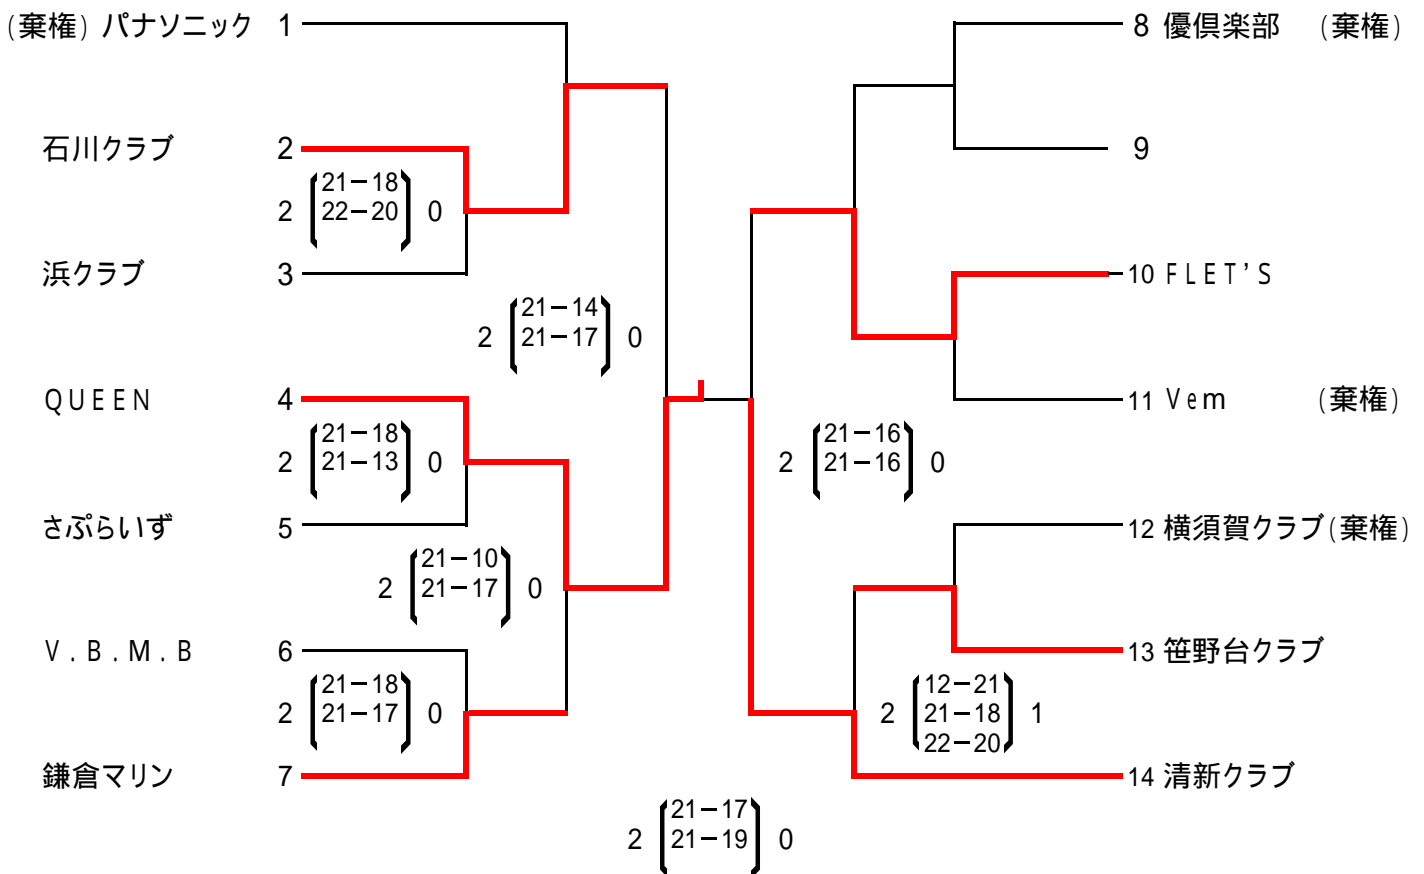 (棄権) パナソニック 1
8 優倶楽部 (棄権)
石川クラブ 2
9
21-18
2 22-20 0
浜クラブ 3
10 FLET'S
21-14
2 21-17 0
QUEEN 4
11 Vem (棄権)
21-18
2 21-13 0
21-16
2 21-16 0
さぷらいず 5
12 横須賀クラブ(棄権)
21-10
2 21-17 0
V.B.M.B 6
13 笹野台クラブ
21-18
2 21-17 0
12-21
2 21-18 1
22-20
鎌倉マリン 7
14 清新クラブ
21-17
2 21-19 0